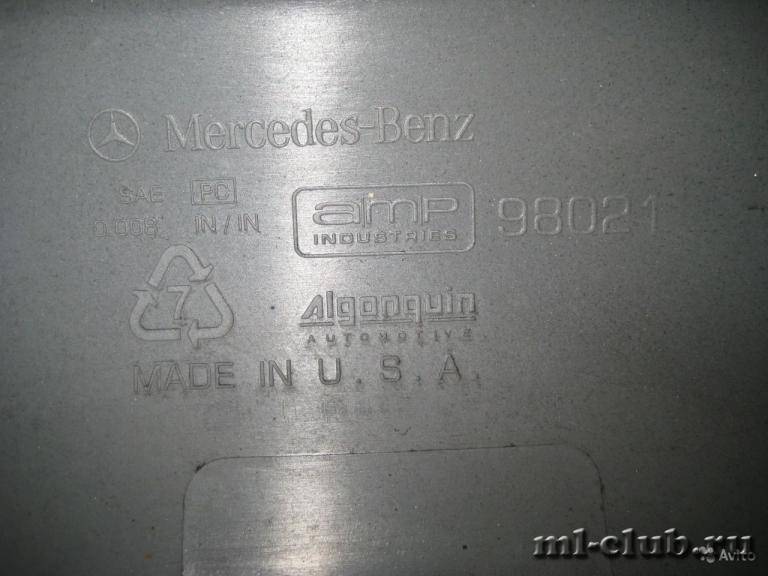 Mercedes-Benz
SAE PC
0.008 IN/IN
amp
INDUSTRIES
98021
7
Algonquin
AUTOMOTIVE
MADE IN U.S.A.
ml-club.ru
Avito